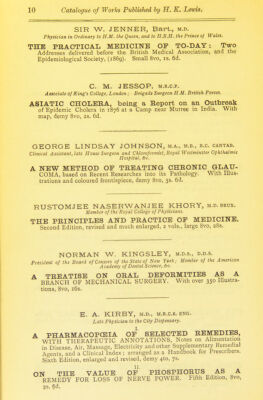 10 Catalogue of Works Published by H. K. Lewis.
SIR W. JENNER, Bart., M.D.
Physician in Ordinary to H.M. the Queen, and to H.R.H. the Prince of Wales.
THE PRACTICAL MEDICINE OF TO-DAY: Two
Addresses delivered before the British Medical Association, and the
Epidemiological Society, (1869). Small 8vo, 1s. 6d.
C. M. JESSOP, M.R.C.P.
Associate of King's College, London; Brigade Surgeon H.M. British Forces.
ASIATIC CHOLERA, being a Report on an Outbreak
of Epidemic Cholera in 1876 at a Camp near Murree in India. With
map, demy 8vo, 2s. 6d.
GEORGE LINDSAY JOHNSON, M.A., M.B., B.C. CANTAB.
Clinical Assistant, late House Surgeon and Chloroformist, Royal Westminster Ophthalmic
Hospital, &c.
A NEW METHOD OF TREATING CHRONIC GLAU-
COMA, based on Recent Researches into its Pathology. With Illus-
trations and coloured frontispiece, demy 8vo, 3s. 6d.
RUSTOMJEE NASERWANJEE KHORY, M.D. BRUX.
Member of the Royal College of Physicians.
THE PRINCIPLES AND PRACTICE OF MEDICINE.
Second Edition, revised and much enlarged, 2 vols., large 8vo, 28s.
NORMAN W. KINGSLEY, M.D.S., D.D.S.
President of the Board of Censors of the State of New York; Member of the American
Academy of Dental Science, &c.
A TREATISE ON ORAL DEFORMITIES AS A
BRANCH OF MECHANICAL SURGERY. With over 350 Illustra-
tions, 8vo, 16s.
E. A. KIRBY, M.D., M.R.C.S. ENG.
Late Physician to the City Dispensary.
I.
A PHARMACOPŒIA OF SELECTED REMEDIES,
WITH THERAPEUTIC ANNOTATIONS, Notes on Alimentation
in Disease, Air, Massage, Electricity and other Supplementary Remedial
Agents, and a Clinical Index; arranged as a Handbook for Prescribers.
Sixth Edition, enlarged and revised, demy 4to, 7s.
II.
ON THE VALUE OF PHOSPHORUS AS A
REMEDY FOR LOSS OF NERVE POWER. Fifth Edition, 8vo,
2s. 6d.